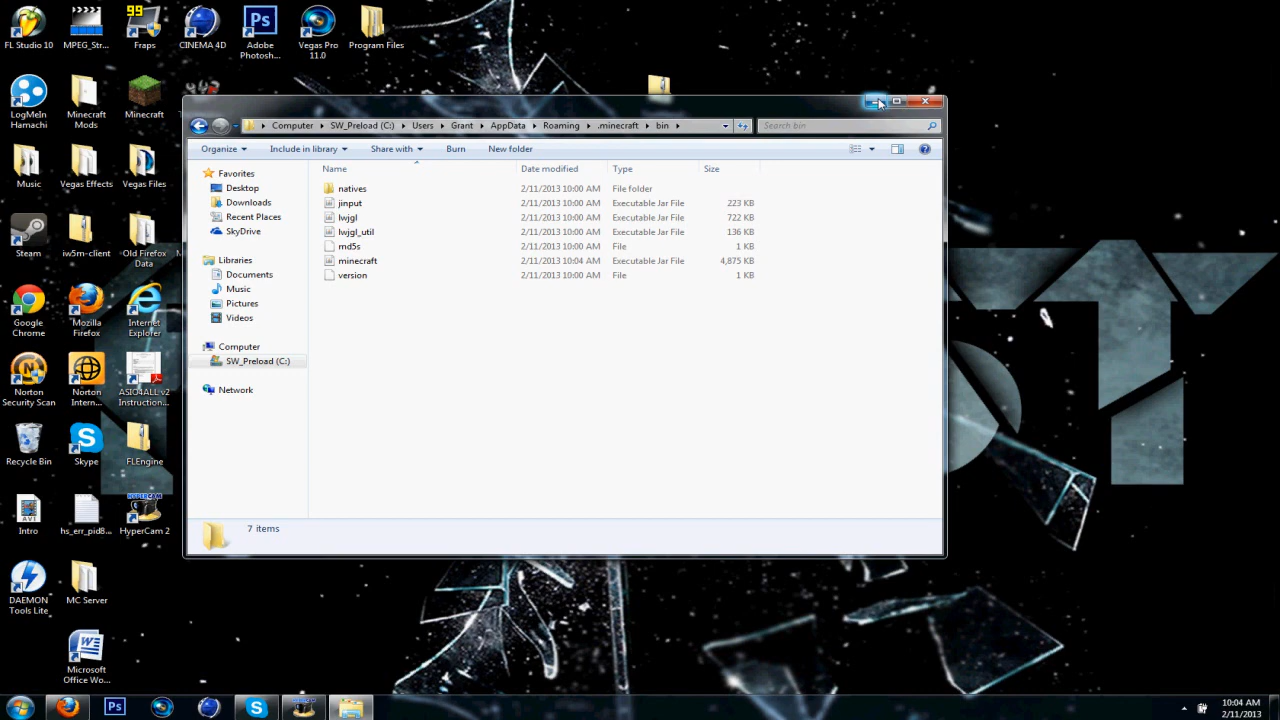 99
FL Studio 10
MPEG_Str...
Fraps
CINEMA 4D
Adobe
Photosh...
Vegas Pro
11.0
Program Files
LogMeIn
Hamachi
Minecraft
Mods
Minecraft
Music
Vegas Effects
Vegas Files
Steam
iw5m-client
Old Firefox
Data
Google
Chrome
Mozilla
Firefox
Internet
Explorer
Norton
Security Scan
Norton
Intern...
ASIO4ALL v2
Instruction...
Recycle Bin
Skype
FLEngine
Intro
hs_err_pid8...
HYPERCAM
HyperCam 2
DAEMON
Tools Lite
MC Server
Microsoft
Office Wo...
Computer
SW_Preload (C:)
Users
Grant
AppData
Roaming
.minecraft
bin
Search bin
Organize
Include in library
Share with
Burn
New folder
Favorites
Desktop
Downloads
Recent Places
SkyDrive
Libraries
Documents
Music
Pictures
Videos
Computer
SW_Preload (C:)
Network
Name Date modified Type Size
natives 2/11/2013 10:00 AM File folder
jinput 2/11/2013 10:00 AM Executable Jar File 223 KB
lwjgl 2/11/2013 10:00 AM Executable Jar File 722 KB
lwjgl_util 2/11/2013 10:00 AM Executable Jar File 136 KB
md5s 2/11/2013 10:00 AM File 1 KB
minecraft 2/11/2013 10:04 AM Executable Jar File 4,875 KB
version 2/11/2013 10:00 AM File 1 KB
7 items
10:04 AM
2/11/2013